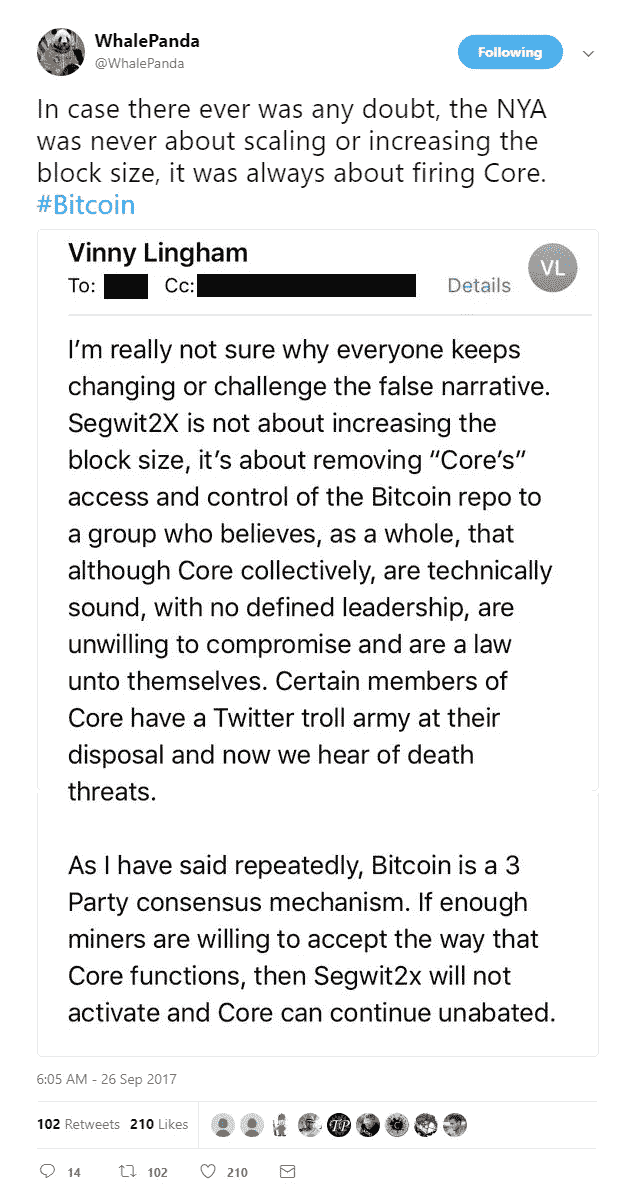 WhalePanda
@WhalePanda
Following
In case there ever was any doubt, the NYA
was never about scaling or increasing the
block size, it was always about firing Core.
#Bitcoin
Vinny Lingham
To: Cc: Details
VL
I'm really not sure why everyone keeps
changing or challenge the false narrative.
Segwit2X is not about increasing the
block size, it's about removing “Core's”
access and control of the Bitcoin repo to
a group who believes, as a whole, that
although Core collectively, are technically
sound, with no defined leadership, are
unwilling to compromise and are a law
unto themselves. Certain members of
Core have a Twitter troll army at their
disposal and now we hear of death
threats.
As I have said repeatedly, Bitcoin is a 3
Party consensus mechanism. If enough
miners are willing to accept the way that
Core functions, then Segwit2x will not
activate and Core can continue unabated.
6:05 AM - 26 Sep 2017
102 Retweets 210 Likes
TP
14 102 210